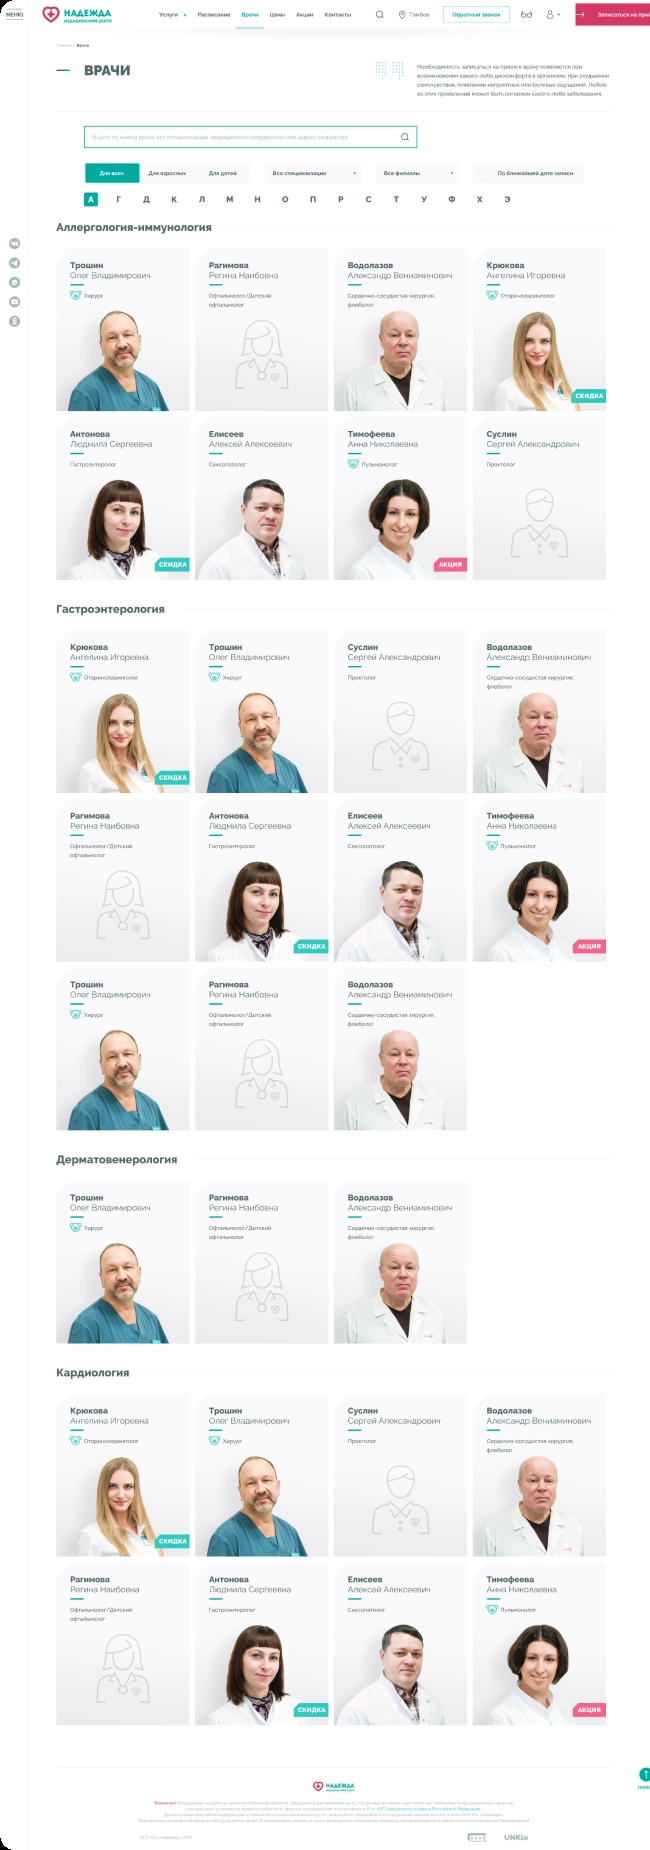 МЕНЮ
НАДЕЖДА
МЕДИЦИНСКИЙ ЦЕНТР
Услуги
Расписание
Врачи
Цены
Акции
Контакты
Тамбов
Обратный звонок
Записаться на при
Главная / Врачи
ВРАЧИ
Необходимость записаться на прием к врачу появляется при
возникновении какого-либо дискомфорта в организме, при ухудшении
самочувствия, появлении неприятных или болевых ощущений. Любое
из этих проявлений может быть сигналом какого-либо заболевания.
Ищите по имени врача, его специализации, медицинском направлении или адресу медцентра
Для всех
Для взрослых
Для детей
Все специализации
Все филиалы
По ближайшей дате записи
А Г Д К Л М Н О П Р С Т У Ф Х Э
Аллергология-иммунология
Трошин
Олег Владимирович
Хирург
Рагимова
Регина Наибовна
Офтальмолог/Детский
офтальмолог
Водолазов
Александр Вениаминович
Сердечно-сосудистая хирургия,
флеболог
Крюкова
Ангелина Игоревна
Оториноларинголог
СКИДКА
Антонова
Людмила Сергеевна
Гастроэнтеролог
СКИДКА
Елисеев
Алексей Алексеевич
Сексопатолог
Тимофеева
Анна Николаевна
Пульмонолог
АКЦИЯ
Суслин
Сергей Александрович
Проктолог
Гастроэнтерология
Крюкова
Ангелина Игоревна
Оториноларинголог
СКИДКА
Трошин
Олег Владимирович
Хирург
Суслин
Сергей Александрович
Проктолог
Водолазов
Александр Вениаминович
Сердечно-сосудистая хирургия,
флеболог
Рагимова
Регина Наибовна
Офтальмолог/Детский
офтальмолог
Антонова
Людмила Сергеевна
Гастроэнтеролог
СКИДКА
Елисеев
Алексей Алексеевич
Сексопатолог
Тимофеева
Анна Николаевна
Пульмонолог
АКЦИЯ
Трошин
Олег Владимирович
Хирург
Рагимова
Регина Наибовна
Офтальмолог/Детский
офтальмолог
Водолазов
Александр Вениаминович
Сердечно-сосудистая хирургия,
флеболог
Дерматовенерология
Трошин
Олег Владимирович
Хирург
Рагимова
Регина Наибовна
Офтальмолог/Детский
офтальмолог
Водолазов
Александр Вениаминович
Сердечно-сосудистая хирургия,
флеболог
Кардиология
Крюкова
Ангелина Игоревна
Оториноларинголог
СКИДКА
Трошин
Олег Владимирович
Хирург
Суслин
Сергей Александрович
Проктолог
Водолазов
Александр Вениаминович
Сердечно-сосудистая хирургия,
флеболог
Рагимова
Регина Наибовна
Офтальмолог/Детский
офтальмолог
Антонова
Людмила Сергеевна
Гастроэнтеролог
СКИДКА
Елисеев
Алексей Алексеевич
Сексопатолог
Тимофеева
Анна Николаевна
Пульмонолог
АКЦИЯ
НАДЕЖДА
МЕДИЦИНСКИЙ ЦЕНТР
Внимание!
UNKle